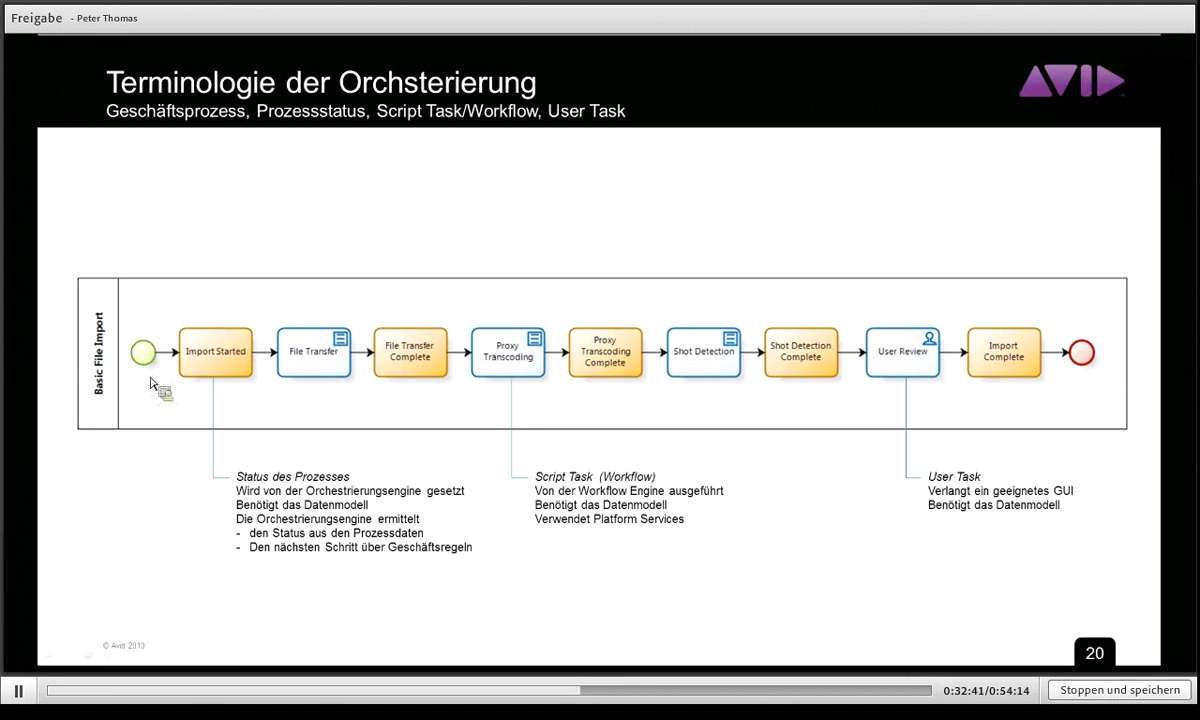 Freigabe - Peter Thomas
Terminologie der Orchsterierung
Geschäftsprozess, Prozessstatus, Script Task/Workflow, User Task
AVID
Basic File Import
Import Started
File Transfer
File Transfer
Complete
Proxy
Transcoding
Proxy
Transcoding
Complete
Shot Detection
Shot Detection
Complete
User Review
Import
Complete
Status des Prozesses
Wird von der Orchestrierungsengine gesetzt
Benötigt das Datenmodell
Die Orchestrierungsengine ermittelt
- den Status aus den Prozessdaten
- Den nächsten Schritt über Geschäftsregeln
Script Task (Workflow)
Von der Workflow Engine ausgeführt
Benötigt das Datenmodell
Verwendet Platform Services
User Task
Verlangt ein geeignetes GUI
Benötigt das Datenmodell
© Avid 2010
20
0:32:41/0:54:14
Stoppen und speichern